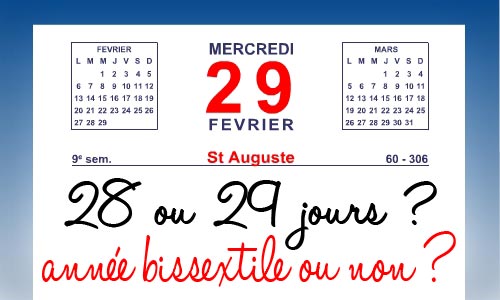 FEVRIER
L M M J V S D
1 2 3 4 5
6 7 8 9 10 11 12
13 14 15 16 17 18 19
20 21 22 23 24 25 26
27 28 29
MERCREDI
29
FEVRIER
MARS
L M M J V S D
1 2 3 4
5 6 7 8 9 10 11
12 13 14 15 16 17 18
19 20 21 22 23 24 25
26 27 28 29 30 31
9e sem.
St Auguste
60 - 306
28 ou 29 jours ?
année bissextile ou non ?